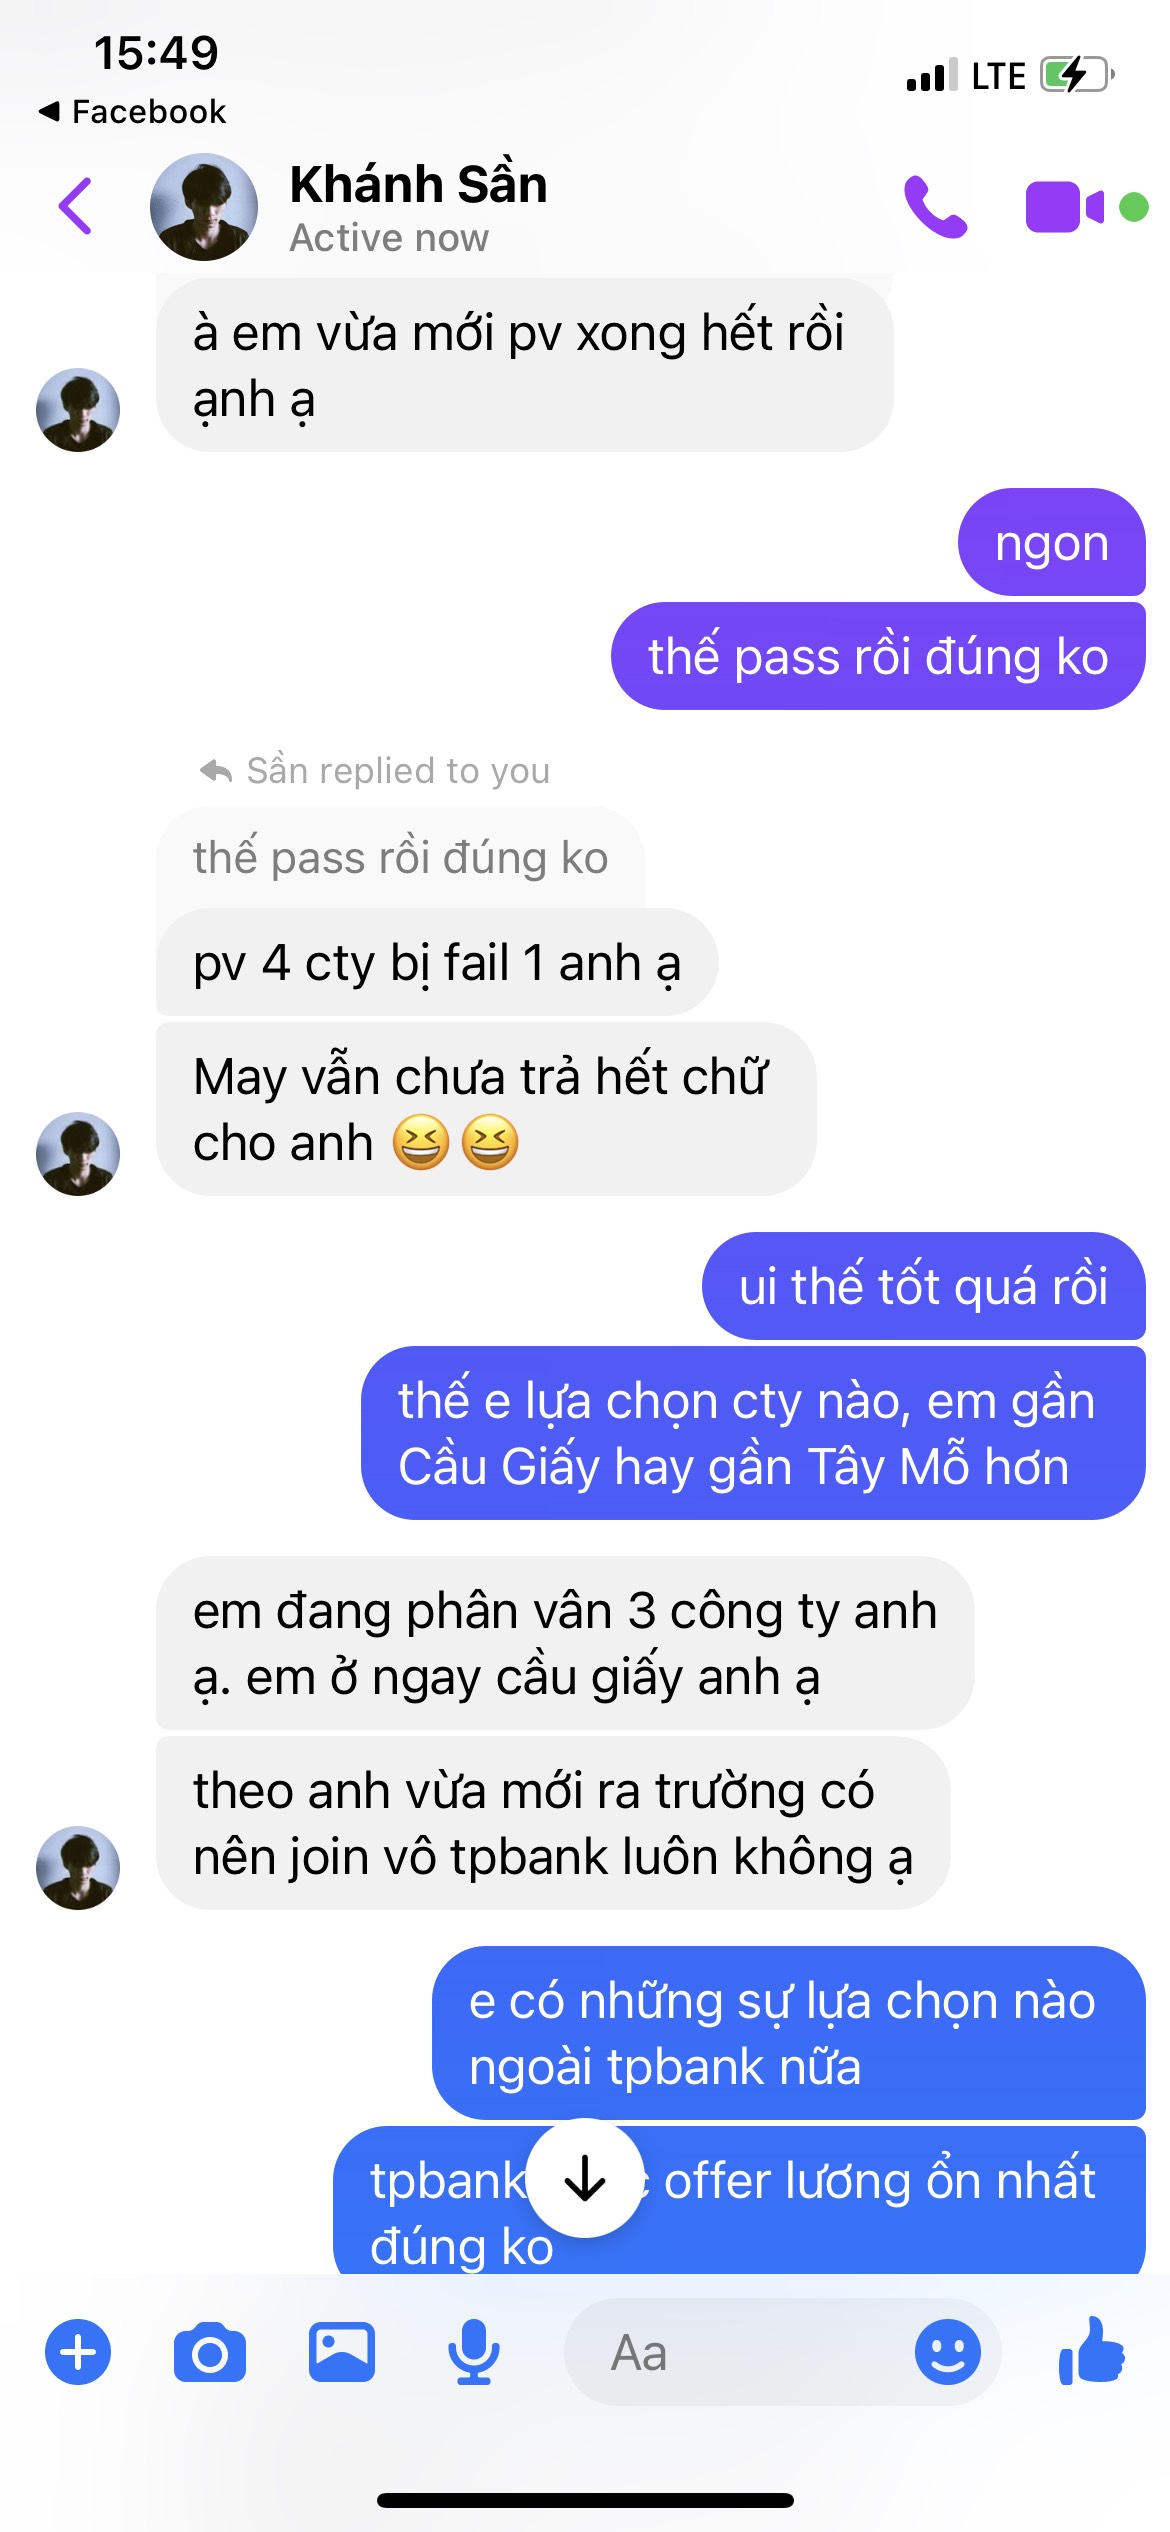 15:49
LTE
Facebook
Khánh Sần
Active now
à em vừa mới pv xong hết rồi
ạnh ạ
ngon
thế pass rồi đúng ko
Sần replied to you
thế pass rồi đúng ko
pv 4 cty bị fail 1 anh ạ
May vẫn chưa trả hết chữ
cho anh 😆😆
ui thế tốt quá rồi
thế e lựa chọn cty nào, em gần
Cầu Giấy hay gần Tây Mỗ hơn
em đang phân vân 3 công ty anh
ạ. em ở ngay cầu giấy anh ạ
theo anh vừa mới ra trường có
nên join vô tpbank luôn không ạ
e có những sự lựa chọn nào
ngoài tpbank nữa
tpbank offer lương ổn nhất
đúng ko
Aa